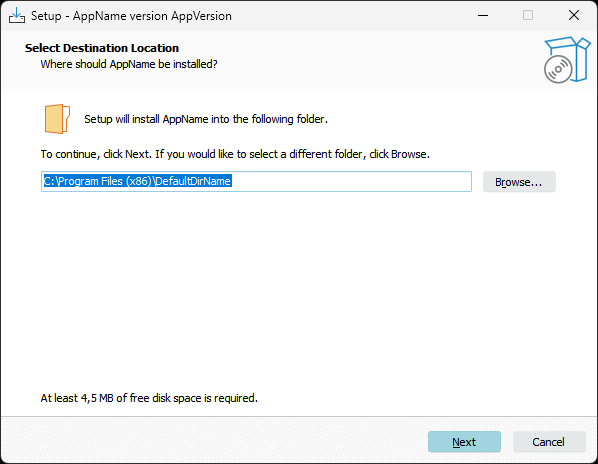 Setup - AppName version AppVersion
Select Destination Location
Where should AppName be installed?
Setup will install AppName into the following folder.
To continue, click Next. If you would like to select a different folder, click Browse.
C:\Program Files (x86)\DefaultDirName
Browse...
At least 4,5 MB of free disk space is required.
Next
Cancel